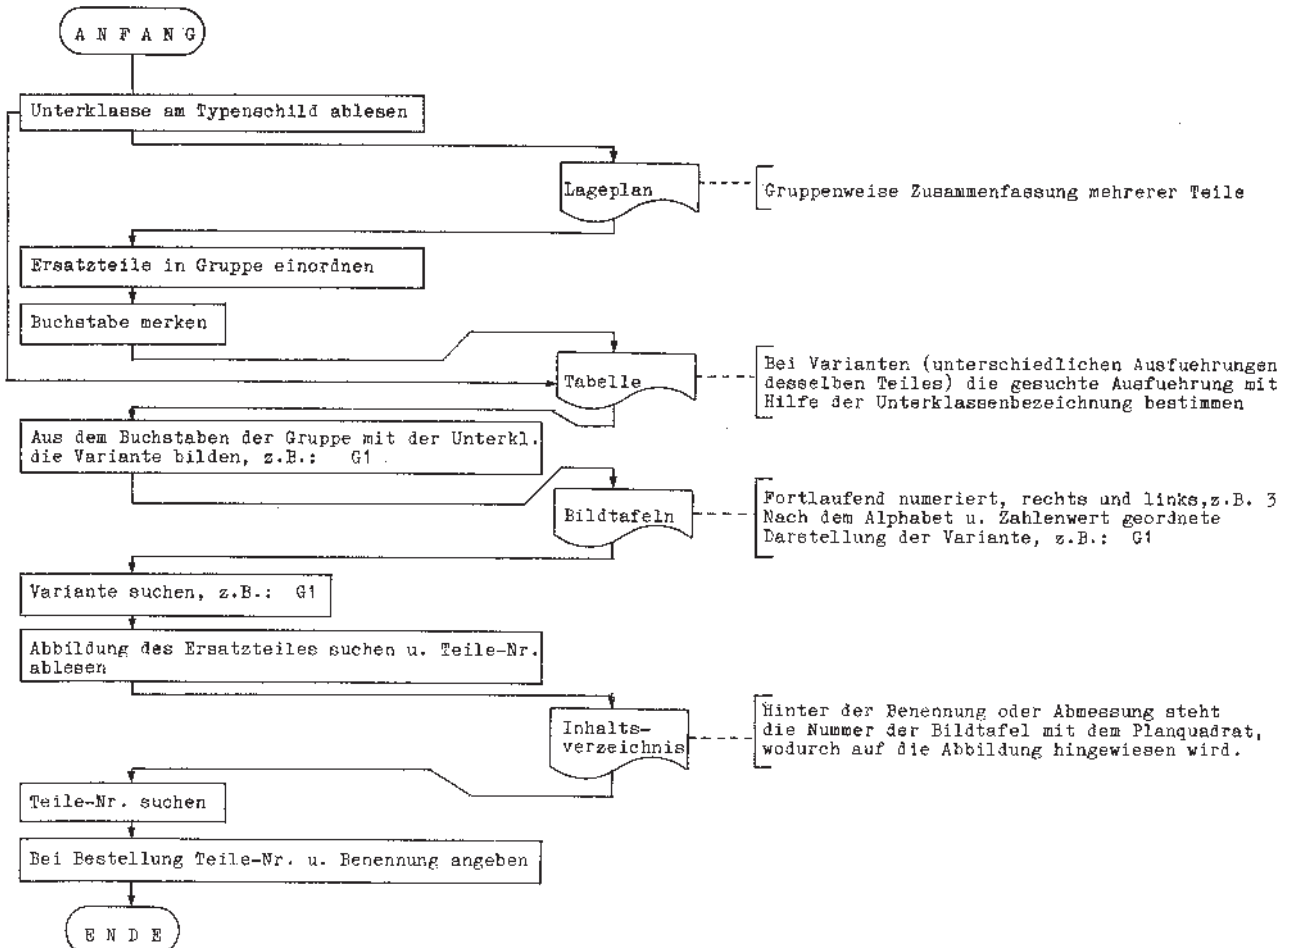 A N F A N G
Unterklasse am Typenschild ablesen
Lageplan
Gruppenweise Zusammenfassung mehrerer Teile
Ersatzteile in Gruppe einordnen
Buchstabe merken
Tabelle
Bei Varianten (unterschiedlichen Ausfuehrungen
desselben Teiles) die gesuchte Ausfuehrung mit
Hilfe der Unterklassenbezeichnung bestimmen
Aus dem Buchstaben der Gruppe mit der Unterkl.
die Variante bilden, z.B.: G1
Bildtafeln
Fortlaufend numeriert, rechts und links,z.B. 3
Nach dem Alphabet u. Zahlenwert geordnete
Darstellung der Variante, z.B.: G1
Variante suchen, z.B.: G1
Abbildung des Ersatzteiles suchen u. Teile-Nr.
ablesen
Inhalts-
verzeichnis
Hinter der Benennung oder Abmessung steht
die Nummer der Bildtafel mit dem Planquadrat,
wodurch auf die Abbildung hingewiesen wird.
Teile-Nr. suchen
Bei Bestellung Teile-Nr. u. Benennung angeben
E N D E